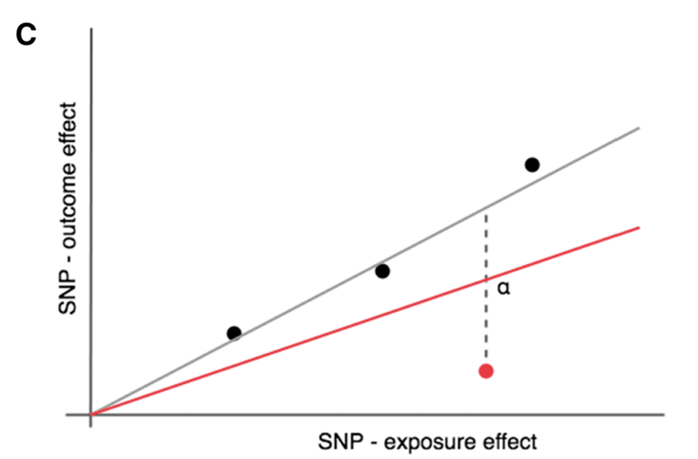 C
SNP - outcome effect
α
SNP - exposure effect